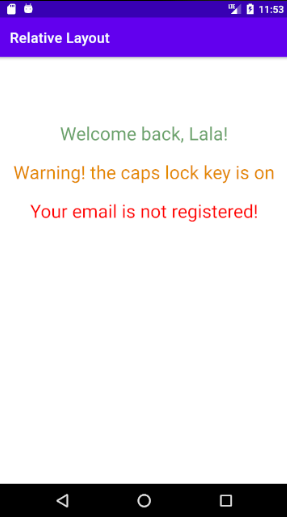 LTE 11:53
Relative Layout
Welcome back, Lala!
Warning! the caps lock key is on
Your email is not registered!